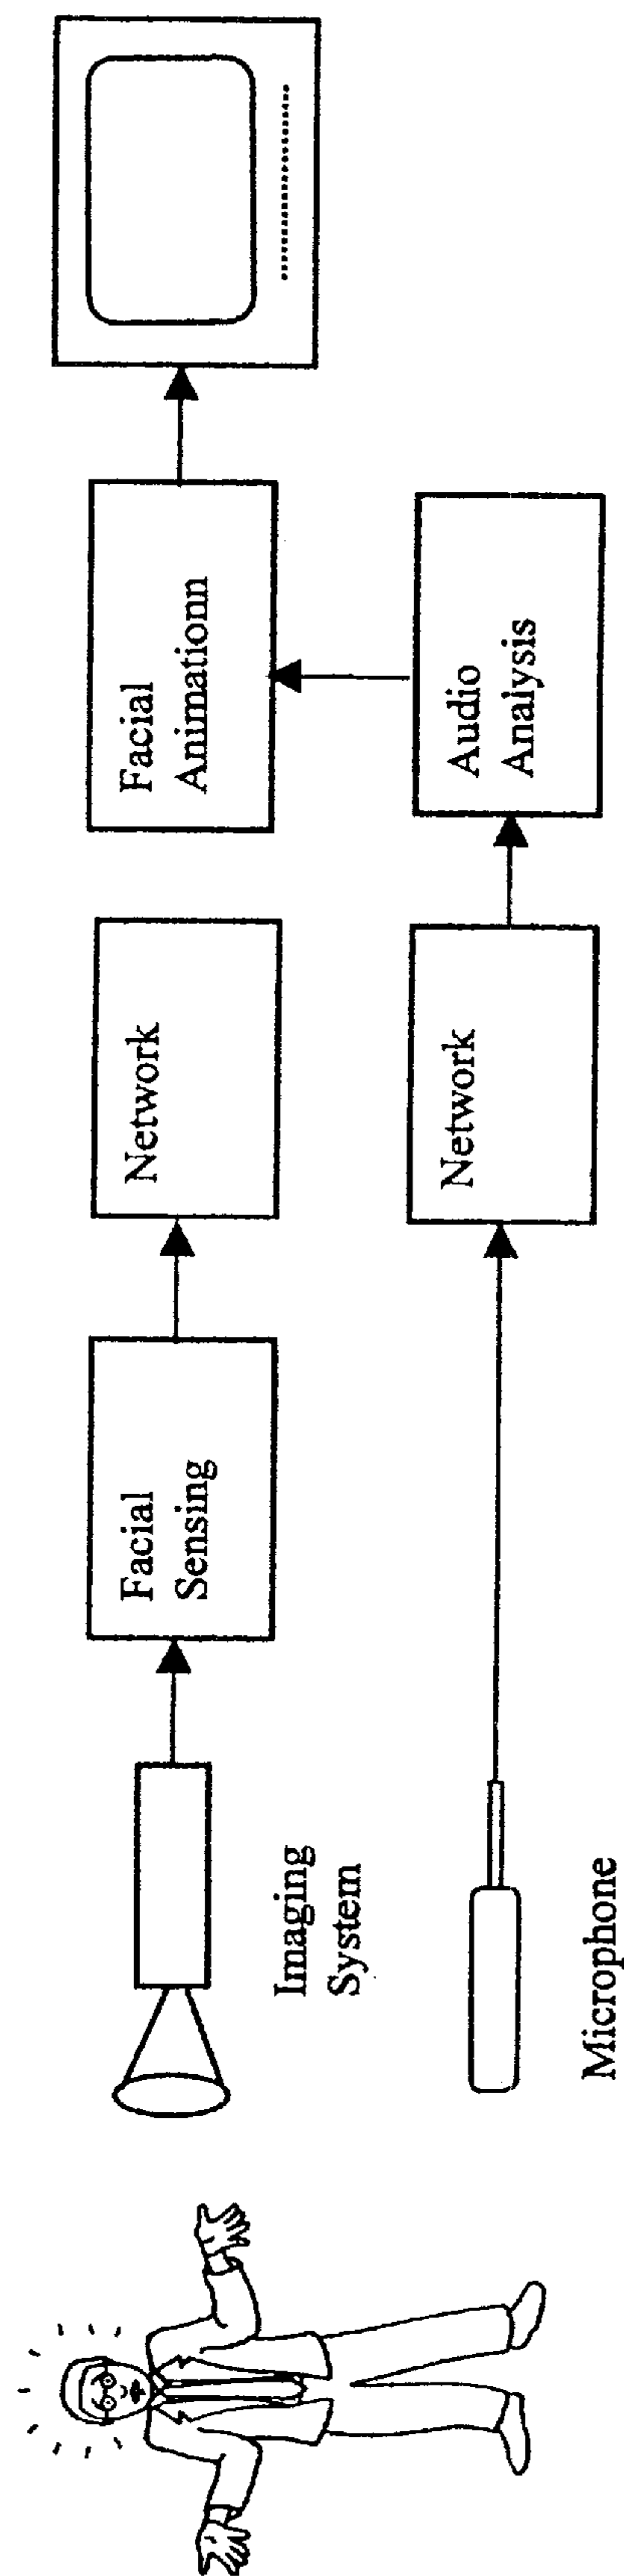 Imaging
System
Facial
Sensing
Network
Facial
Animationn
Microphone
Network
Audio
Analysis